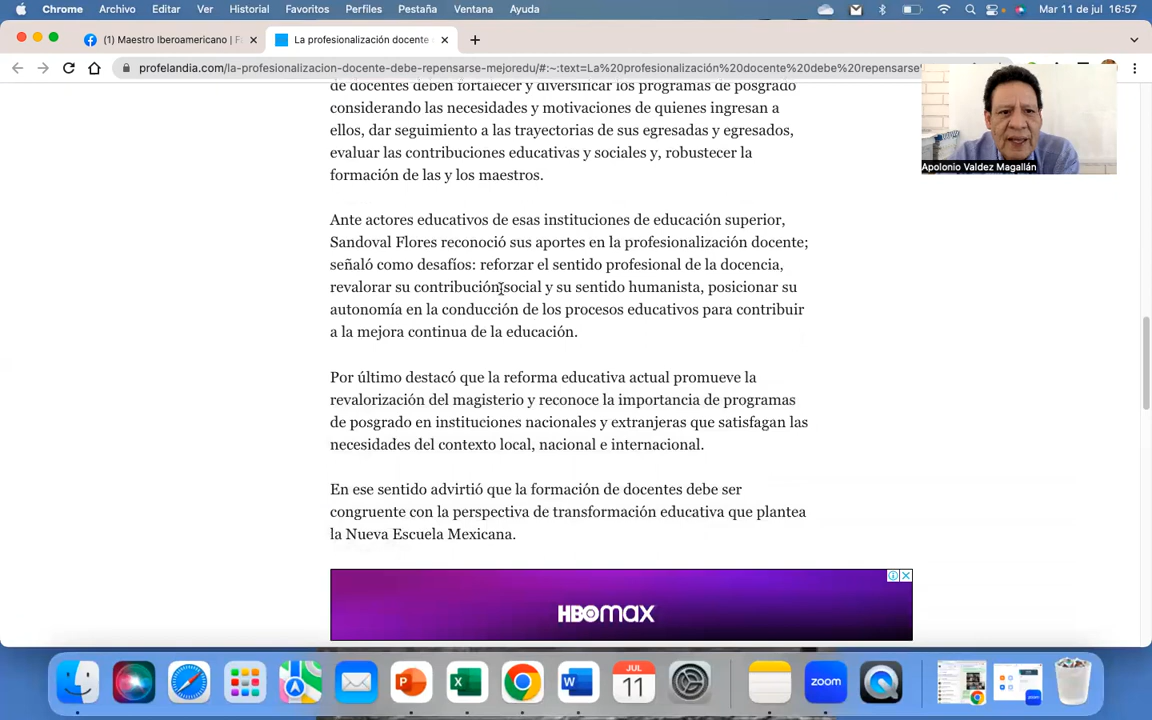 Chrome Archivo Editar Ver Historial Favoritos Perfiles Pestaña Ventana Ayuda Mar 11 de jul 16:57
(1) Maestro Iberoamericano | F La profesionalización docente
profelandia.com/la-profesionalizacion-docente-debe-repensarse-mejoredu/#:~:text=La%20profesionalización%20docente%20debe%20repensarse
de docentes deben fortalecer y diversificar los programas de posgrado
considerando las necesidades y motivaciones de quienes ingresan a
ellos, dar seguimiento a las trayectorias de sus egresadas y egresados,
evaluar las contribuciones educativas y sociales y, robustecer la
formación de las y los maestros.
Apolonio Valdez Magallán
Ante actores educativos de esas instituciones de educación superior,
Sandoval Flores reconoció sus aportes en la profesionalización docente;
señaló como desafíos: reforzar el sentido profesional de la docencia,
revalorar su contribución social y su sentido humanista, posicionar su
autonomía en la conducción de los procesos educativos para contribuir
a la mejora continua de la educación.
Por último destacó que la reforma educativa actual promueve la
revalorización del magisterio y reconoce la importancia de programas
de posgrado en instituciones nacionales y extranjeras que satisfagan las
necesidades del contexto local, nacional e internacional.
En ese sentido advirtió que la formación de docentes debe ser
congruente con la perspectiva de transformación educativa que plantea
la Nueva Escuela Mexicana.
HBOMAX
JUL
11
zoom